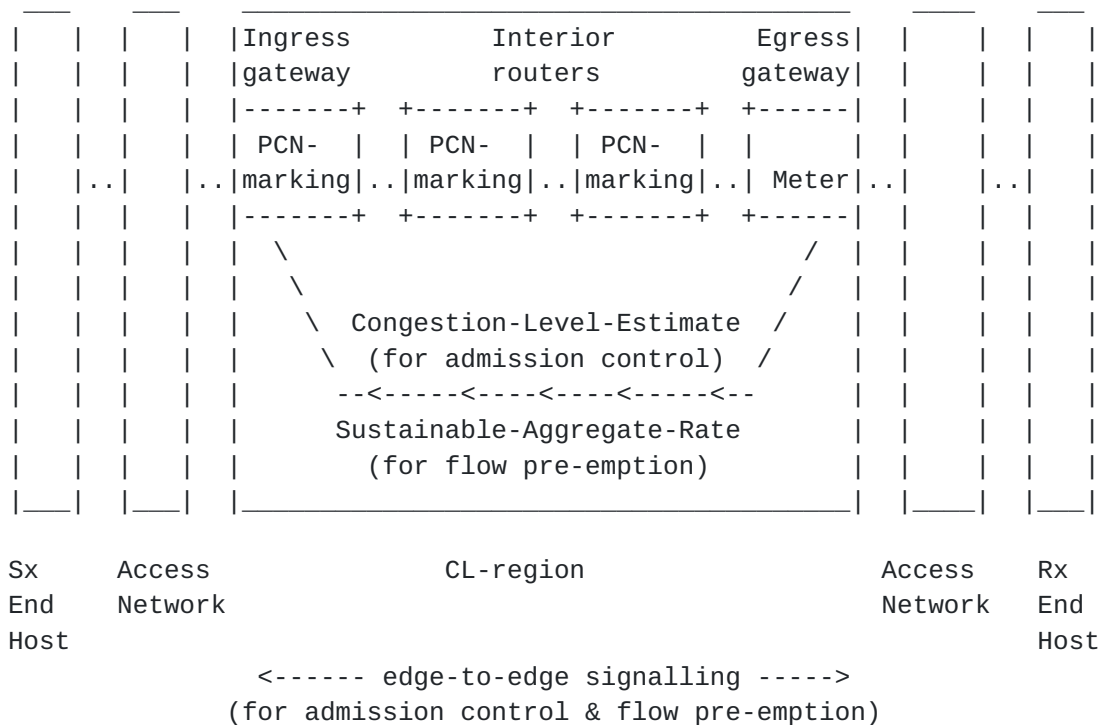 Ingress Interior Egress
gateway routers gateway
PCN- PCN- PCN-
marking marking marking Meter
Congestion-Level-Estimate
(for admission control)
Sustainable-Aggregate-Rate
(for flow pre-emption)
Sx Access CL-region Access Rx
End Network Network End
Host Host
<------ edge-to-edge signalling ----->
(for admission control & flow pre-emption)